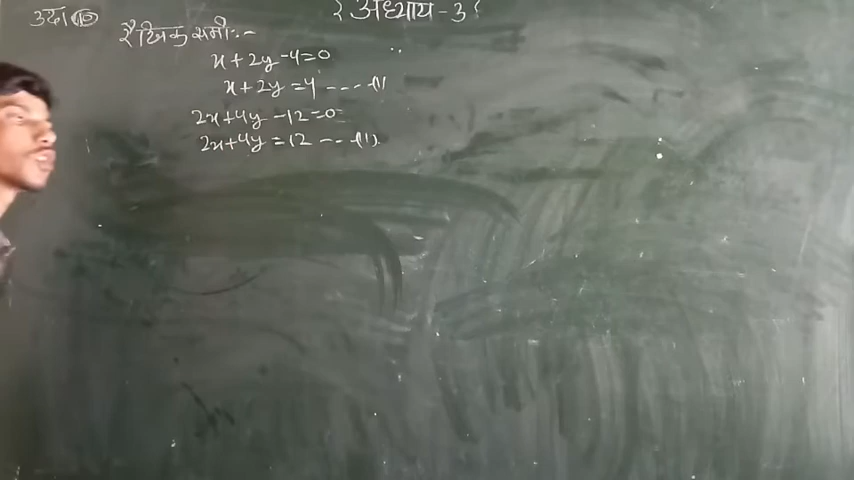 अध्याय-3
उदा०
रैखिक समी०:-
x+2y-4=0
x+2y=4 ----(1)
2x+4y-12=0
2x+4y=12 ---(11)